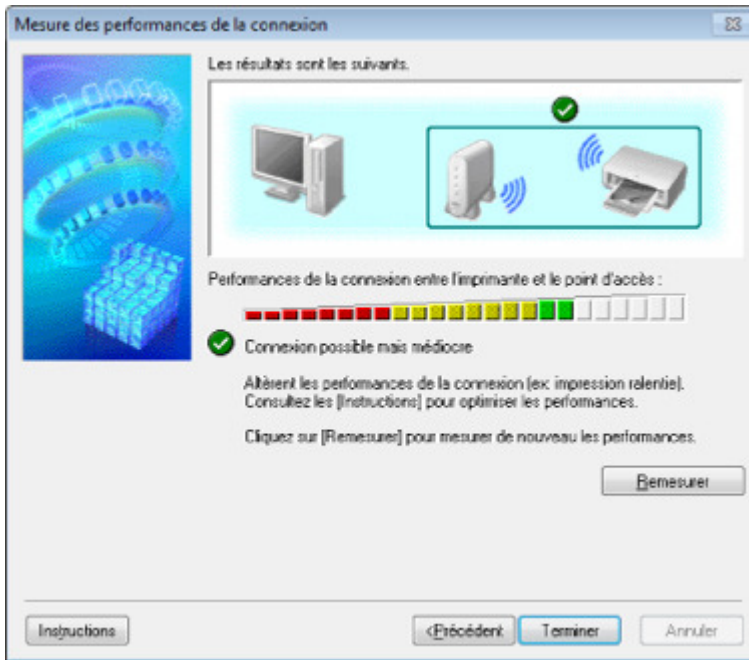 Mesure des performances de la connexion
Les résultats sont les suivants.
Performances de la connexion entre l'imprimante et le point d'accès :
Connexion possible mais médiocre
Altèrent les performances de la connexion (ex: impression ralentie).
Consultez les [Instructions] pour optimiser les performances.
Cliquez sur [Remesurer] pour mesurer de nouveau les performances.
Remesurer
Instructions
<Précédent
Terminer
Annuler